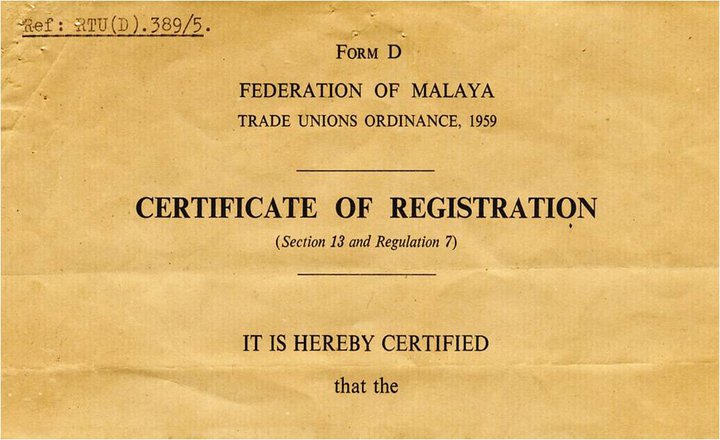 Ref: RTU(D).389/5.
FORM D
FEDERATION OF MALAYA
TRADE UNIONS ORDINANCE, 1959
CERTIFICATE OF REGISTRATION
(Section 13 and Regulation 7)
IT IS HEREBY CERTIFIED
that the